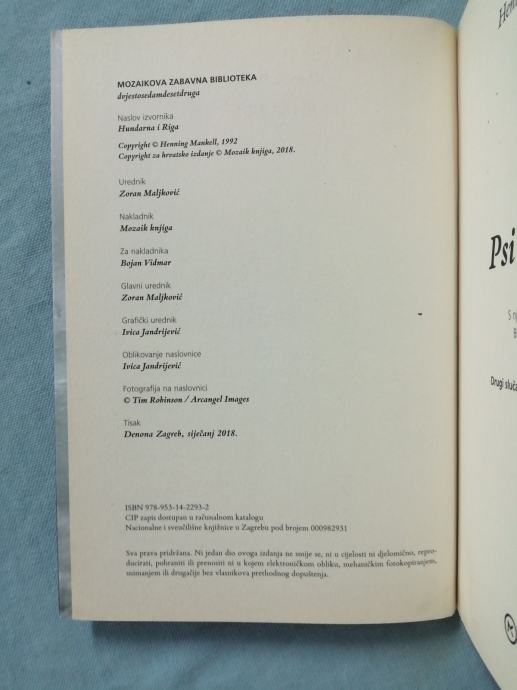 MOZAIKOVA ZABAVNA BIBLIOTEKA
dvjestosedamdesetdruga
Naslov izvornika
Hundarna i Riga
Copyright © Henning Mankell, 1992
Copyright za hrvatsko izdanje © Mozaik knjiga, 2018.
Urednik
Zoran Maljković
Nakladnik
Mozaik knjiga
Za nakladnika
Bojan Vidmar
Glavni urednik
Zoran Maljković
Grafički urednik
Ivica Jandrijević
Oblikovanje naslovnice
Ivica Jandrijević
Fotografija na naslovnici
© Tim Robinson / Arcangel Images
Tisak
Denona Zagreb, siječanj 2018.
ISBN 978-953-14-2293-2
CIP zapis dostupan u računalnom katalogu
Nacionalne i sveučilišne knjižnice u Zagrebu pod brojem 000982931
Sva prava pridržana. Ni jedan dio ovoga izdanja ne smije se, ni u cijelosti ni djelomično, repro-
ducirati, pohraniti ili prenositi ni u kojem elektroničkom obliku, mehaničkim fotokopiranjem,
snimanjem ili drugačije bez vlasnikova prethodnog dopuštenja.
Psi
S nj
Drugi sluča